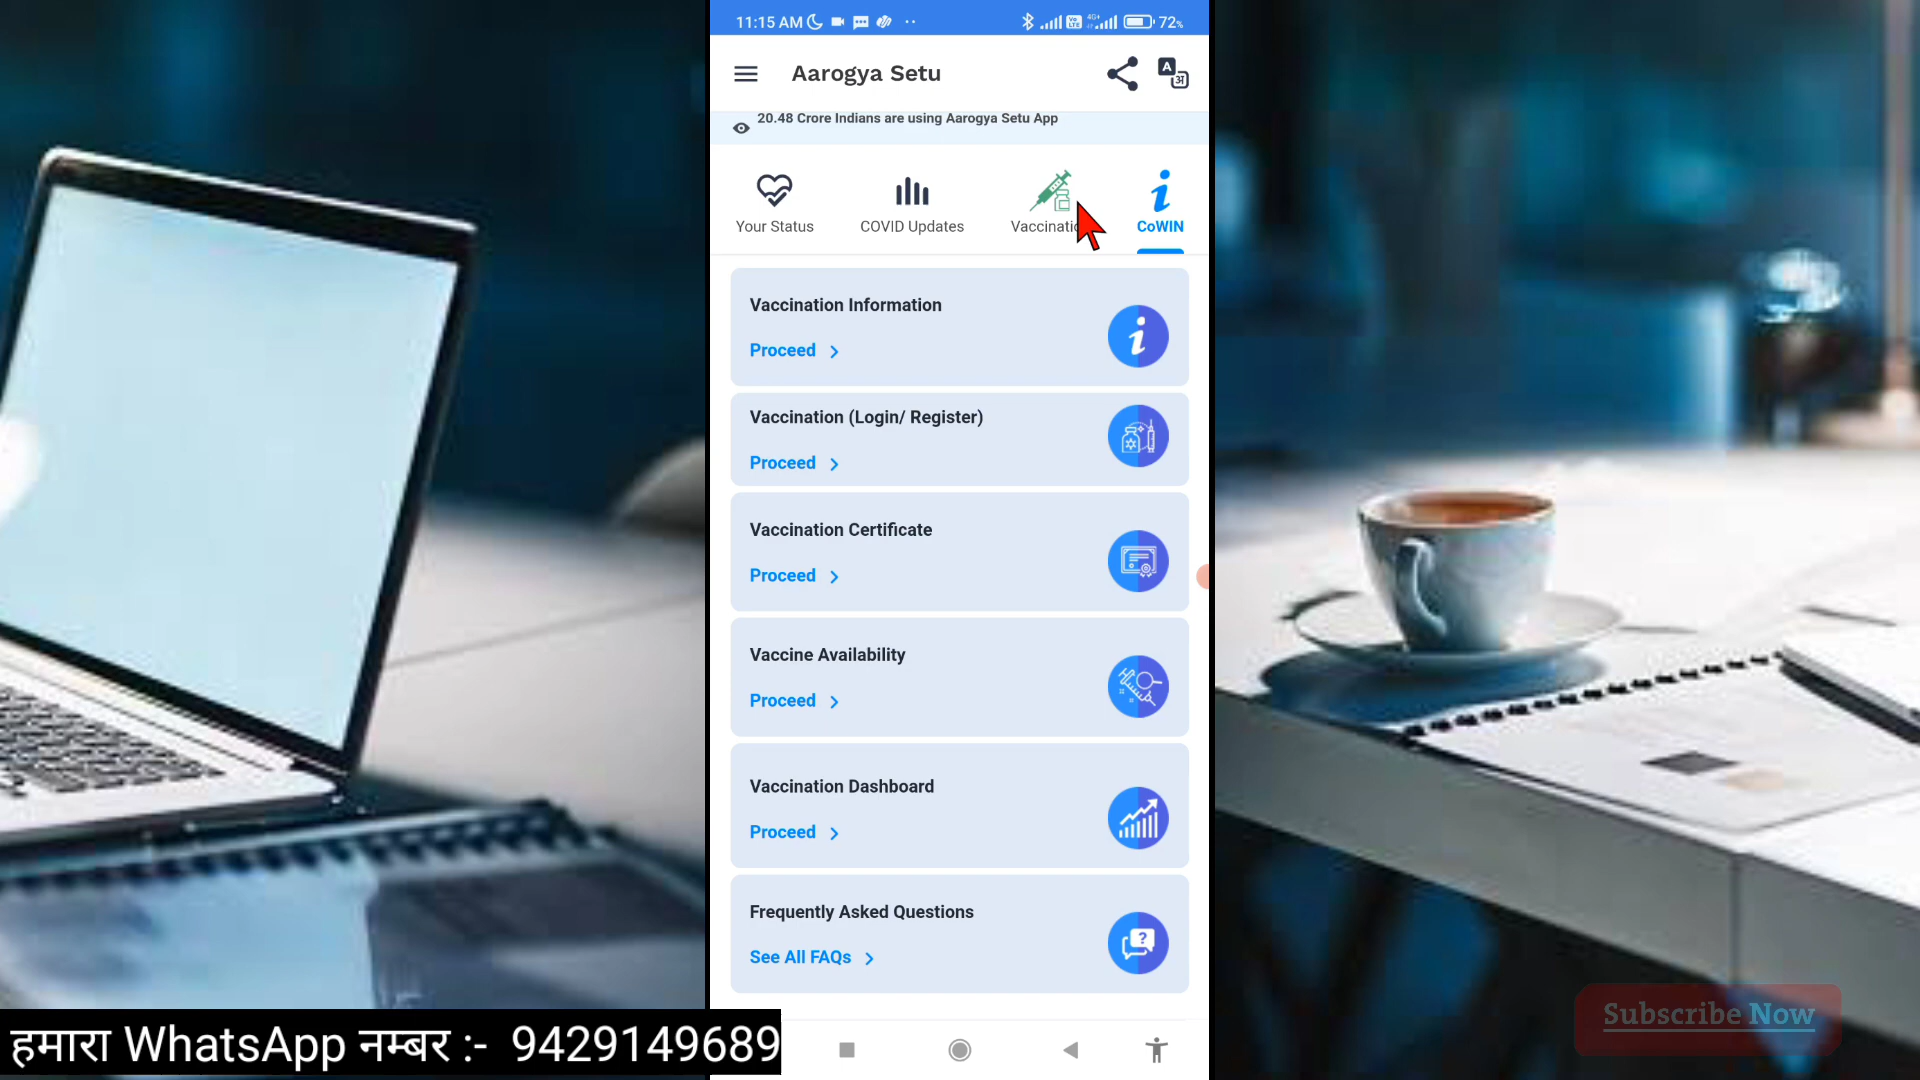 11:15 AM
72%
Aarogya Setu
20.48 Crore Indians are using Aarogya Setu App
Your Status
COVID Updates
CoWIN
Vaccination Information
Proceed
Vaccination (Login/ Register)
Proceed
Vaccination Certificate
Proceed
Vaccine Availability
Proceed
Vaccination Dashboard
Proceed
Frequently Asked Questions
See All FAQs
हमारा WhatsApp नम्बर :- 9429149689
Subscribe Now